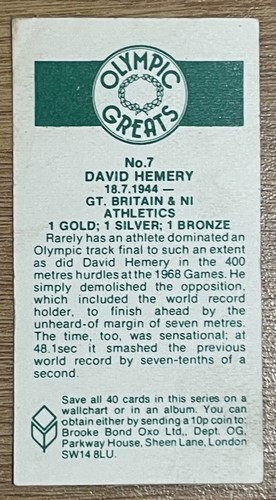 OLYMPIC
GREATS
No.7
DAVID HEMERY
18.7.1944 —
GT. BRITAIN & NI
ATHLETICS
1 GOLD; 1 SILVER; 1 BRONZE
Rarely has an athlete dominated an
Olympic track final to such an extent
as did David Hemery in the 400
metres hurdles at the 1968 Games. He
simply demolished the opposition,
which included the world record
holder, to finish ahead by the
unheard-of margin of seven metres.
The time, too, was sensational; at
48.1sec it smashed the previous
world record by seven-tenths of a
second.
Save all 40 cards in this series on a
wallchart or in an album. You can
obtain either by sending a 10p coin to:
Brooke Bond Oxo Ltd,, Dept. OG,
Parkway House, Sheen Lane, London
SW14 8LU.